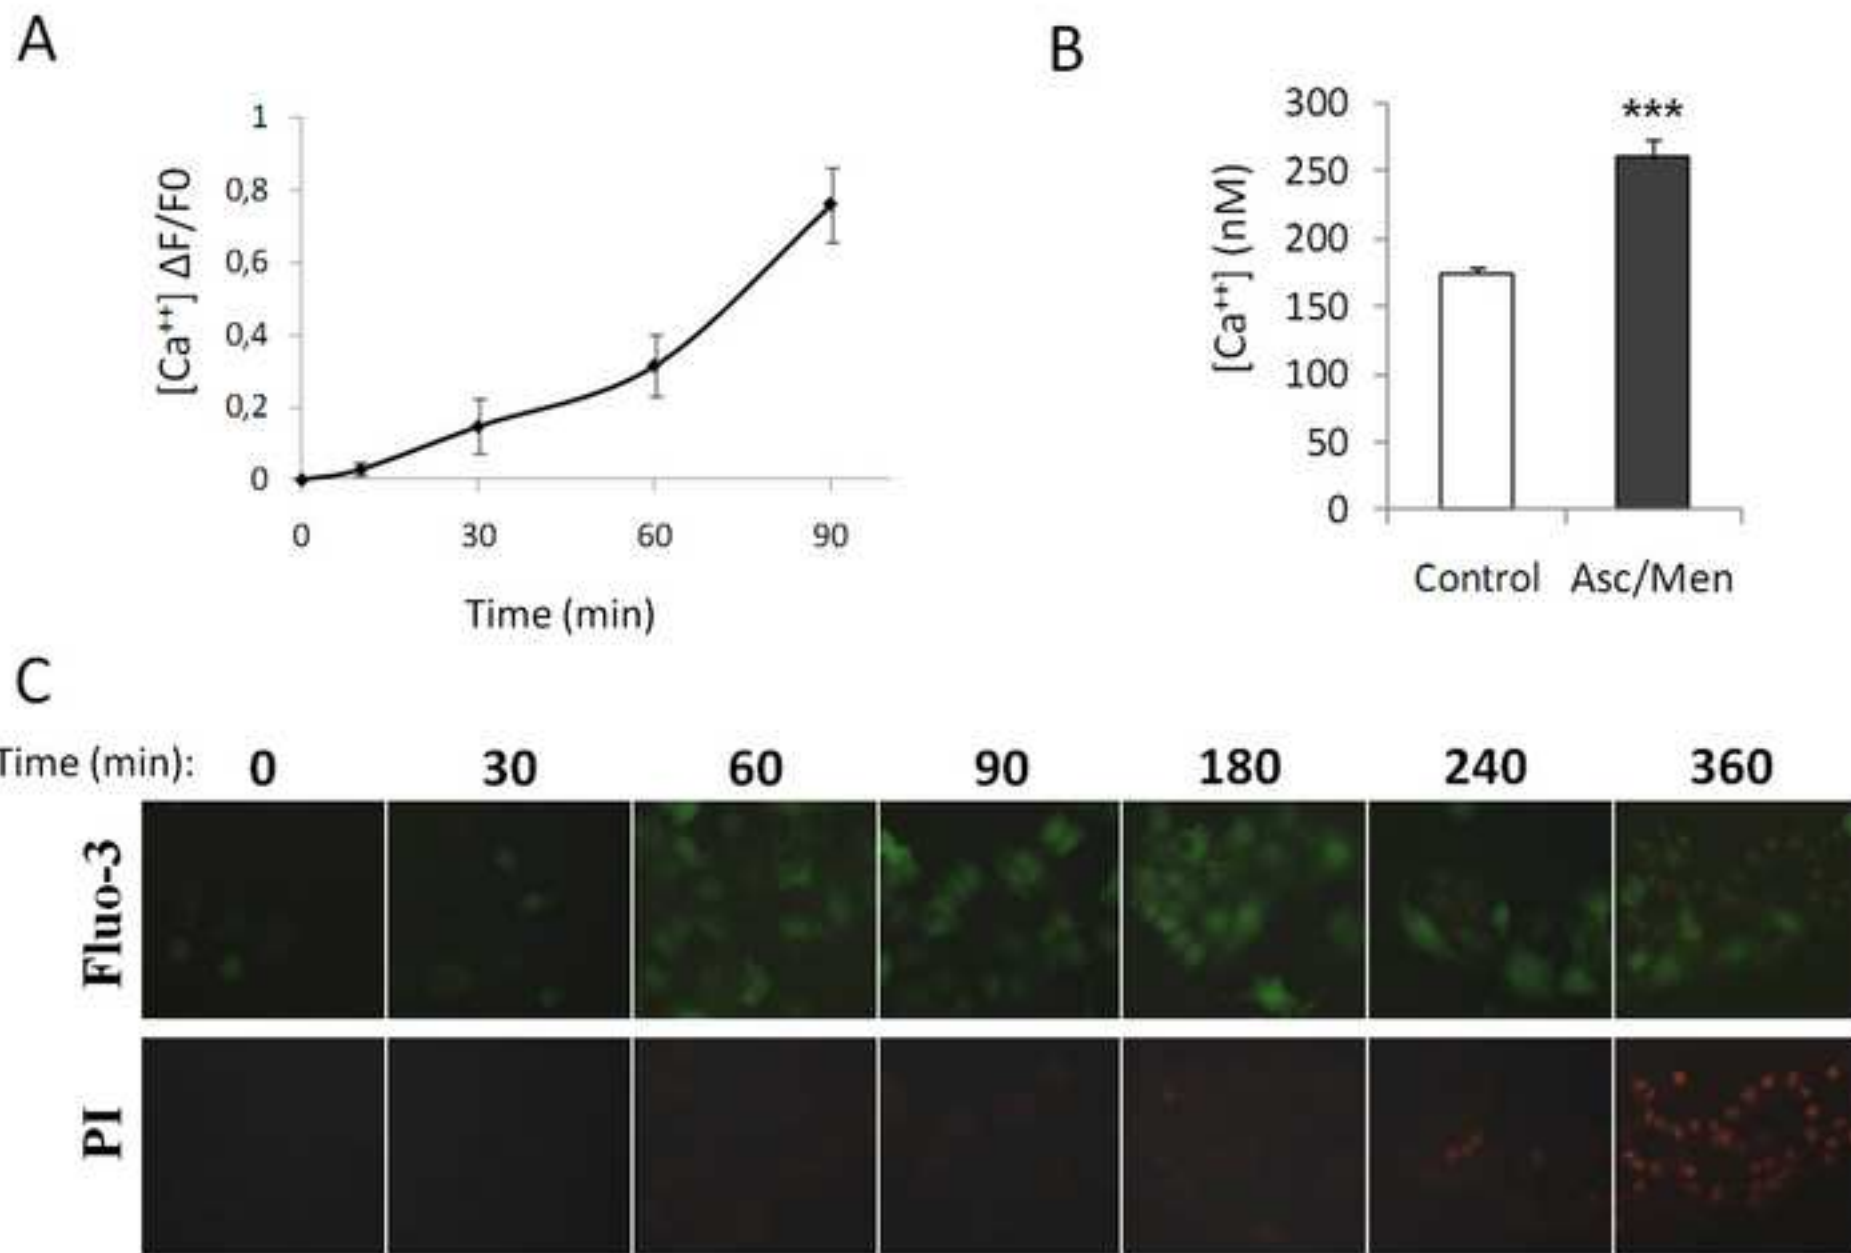 A
[Ca⁺⁺] ΔF/F0
1
0,8
0,6
0,4
0,2
0
0 30 60 90
Time (min)
B
[Ca⁺⁺] (nM)
300
250
200
150
100
50
0
***
Control Asc/Men
C
Time (min): 0 30 60 90 180 240 360
Fluo-3
PI